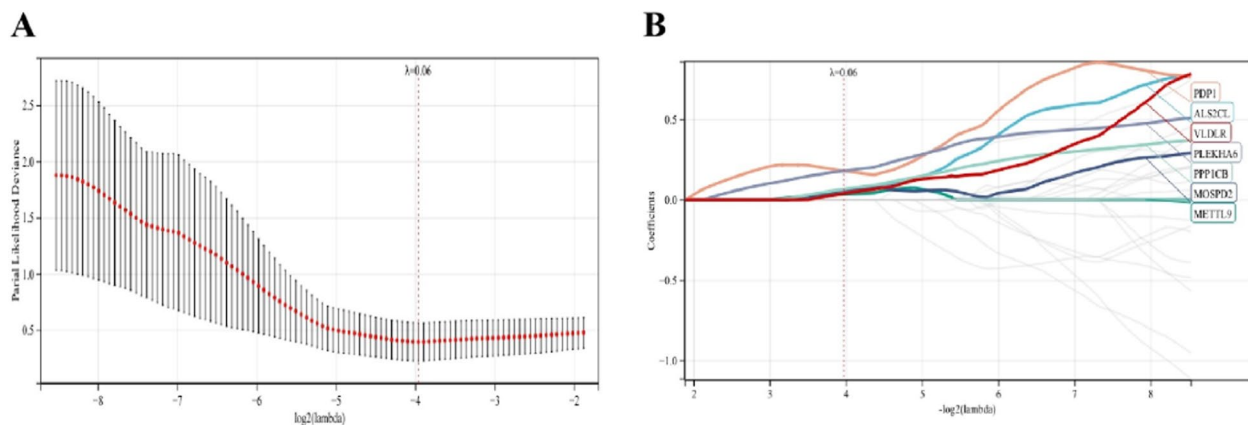 A
B
λ=0.06
2.5
2.0
1.5
1.0
0.5
Parial Likelihood Deviance
−8
−7
−6
−5
−4
−3
−2
log2(lambda)
λ=0.06
0.5
0.0
−0.5
−1.0
Coefficients
2
3
4
5
6
7
8
-log2(lambda)
PDP1
ALS2CL
VLDLR
PLEKHA6
PPP1CB
MOSPD2
METTL9